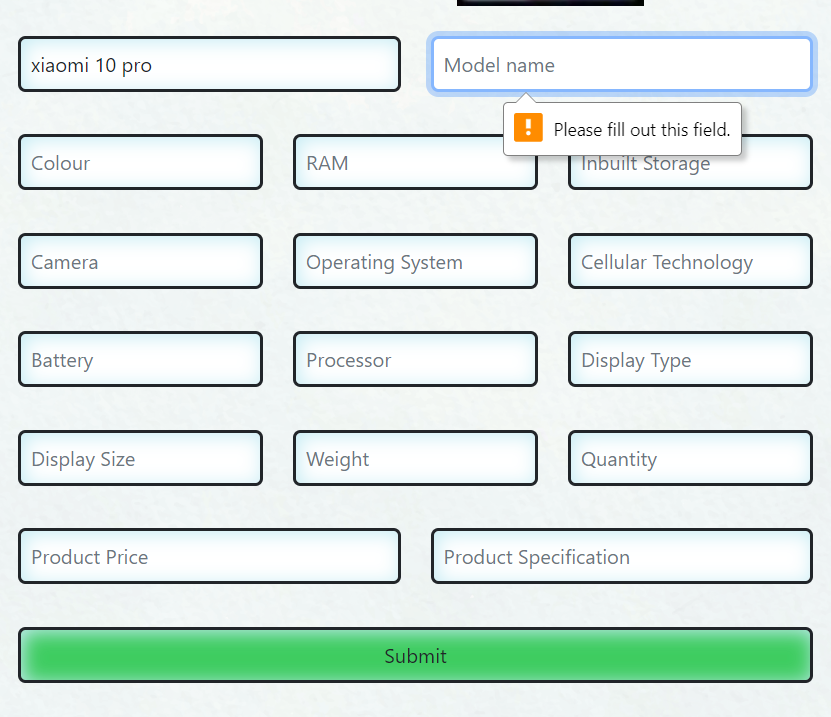 xiaomi 10 pro
Model name
Please fill out this field.
Colour
RAM
Inbuilt Storage
Camera
Operating System
Cellular Technology
Battery
Processor
Display Type
Display Size
Weight
Quantity
Product Price
Product Specification
Submit